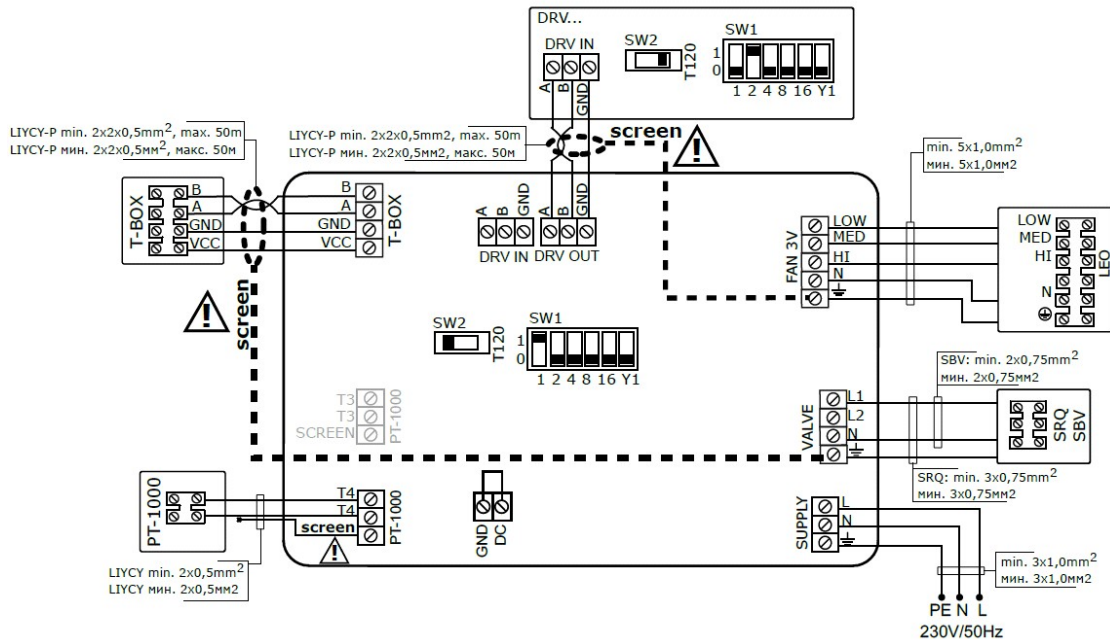 DRV...
DRV IN
A
B
GND
SW2
T120
SW1
1
0
1 2 4 8 16 Y1
LIYCY-P min. 2x2x0,5mm², max. 50m
LIYCY-P мин. 2x2x0,5мм², макс. 50м
LIYCY-P min. 2x2x0,5mm2, max. 50m
LIYCY-P мин. 2x2x0,5мм2, макс. 50м
screen
min. 5x1,0mm²
мин. 5x1,0мм2
T-BOX
B
A
GND
VCC
B
A
GND
VCC
T-BOX
A
B
GND
A
B
GND
DRV IN
DRV OUT
FAN 3V
LOW
MED
HI
N
LOW
MED
HI
N
LEO
screen
SW2
T120
SW1
1
0
1 2 4 8 16 Y1
SBV: min. 2x0,75mm²
мин. 2x0,75мм2
T3
T3
SCREEN
PT-1000
VALVE
L1
L2
N
SRQ
SBV
SRQ: min. 3x0,75mm²
мин. 3x0,75мм2
PT-1000
T4
T4
screen
PT-1000
GND
DC
SUPPLY
L
N
LIYCY min. 2x0,5mm²
LIYCY мин. 2x0,5мм2
min. 3x1,0mm²
мин. 3x1,0мм2
PE N L
230V/50Hz